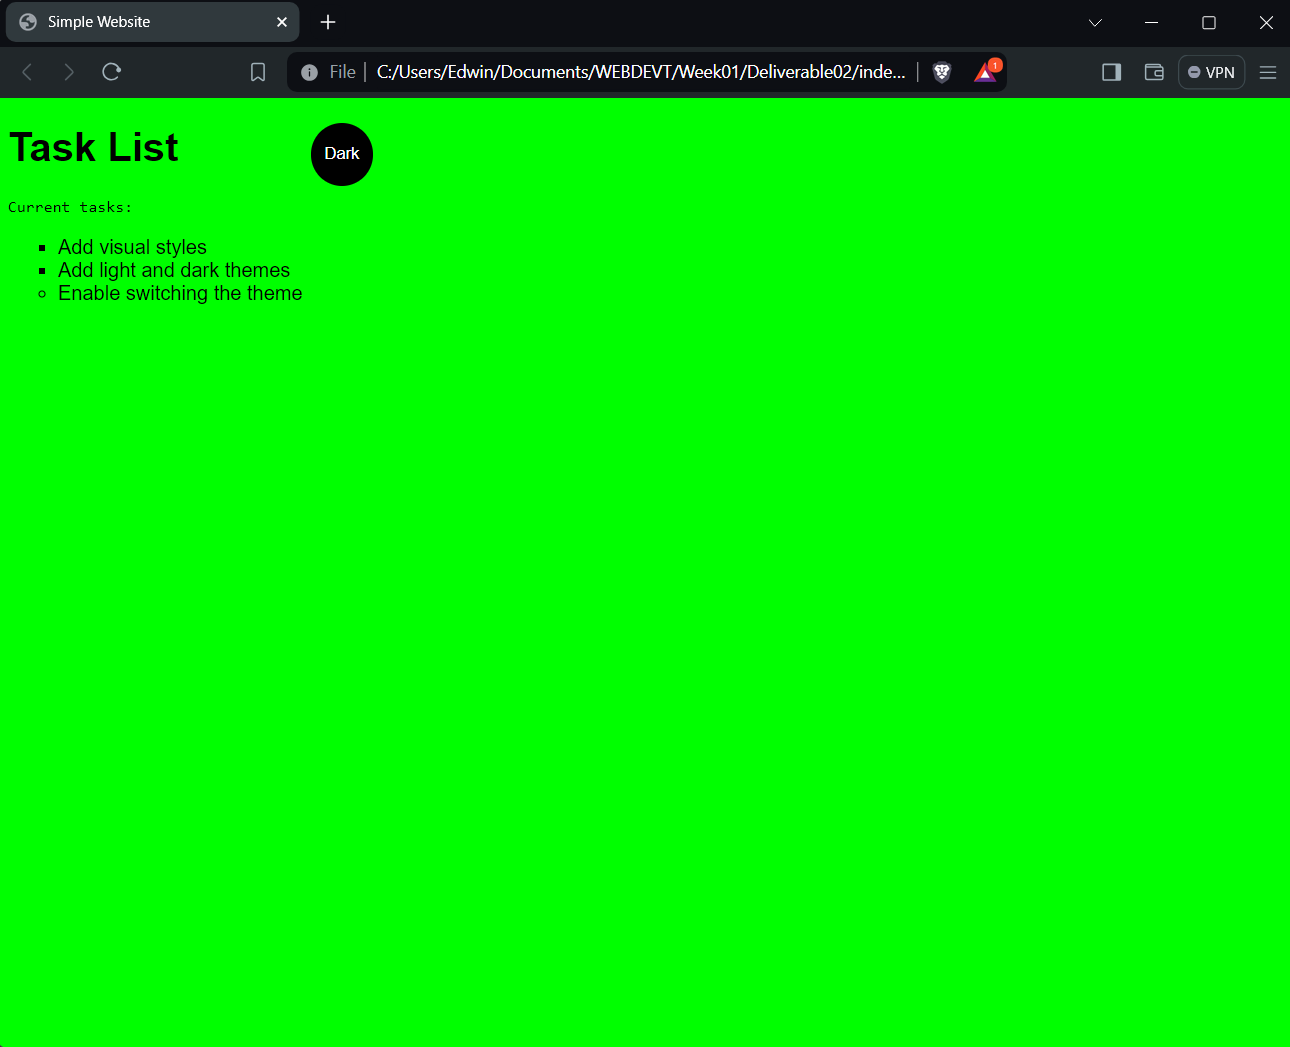 Simple Website
File
C:/Users/Edwin/Documents/WEBDEVT/Week01/Deliverable02/inde...
1
VPN
Task List
Dark
Current tasks:
Add visual styles
Add light and dark themes
Enable switching the theme